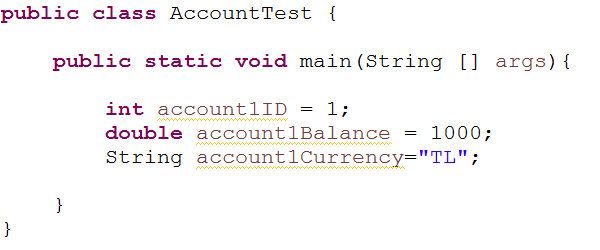 public class AccountTest {
public static void main(String [] args){
int account1ID = 1;
double account1Balance = 1000;
String account1Currency="TL";
}
}